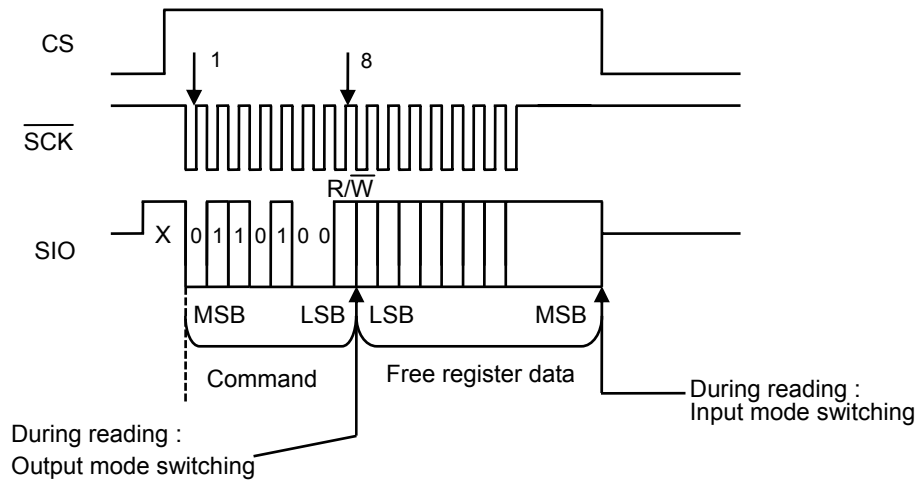 CS
1
8
SCK
R/W
SIO
X
0
1
1
0
1
0
0
MSB
LSB
LSB
MSB
Command
Free register data
During reading :
Output mode switching
During reading :
Input mode switching